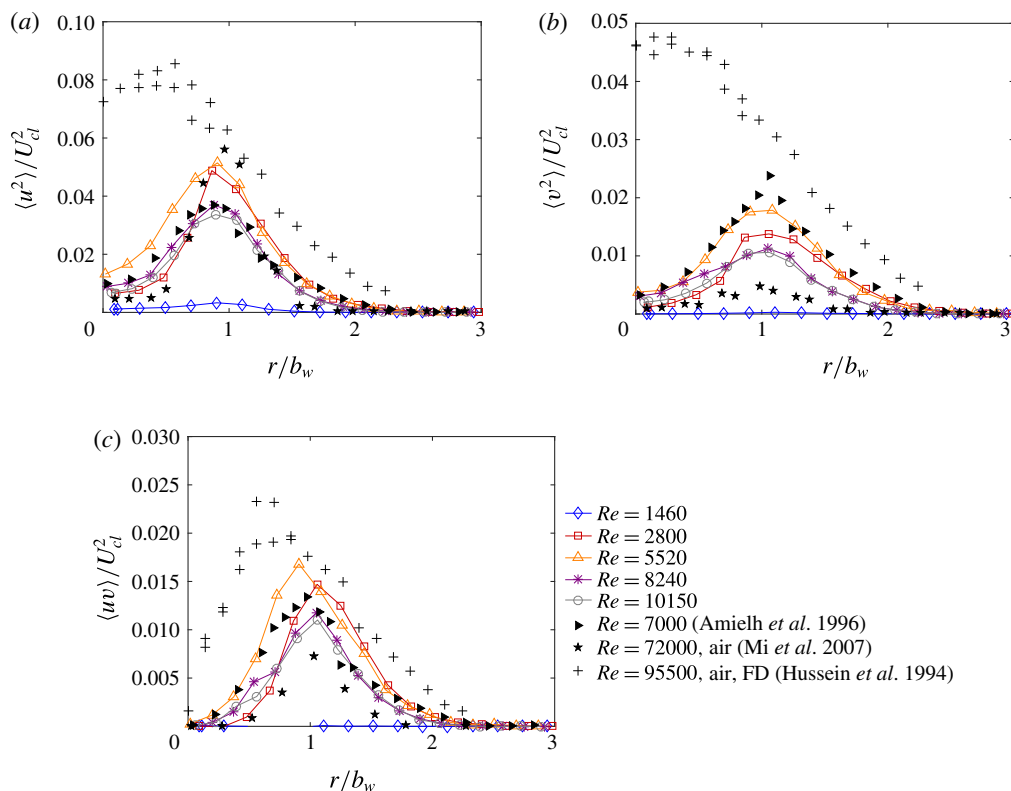 (a)
0.10
0.08
0.06
0.04
0.02
0
1
2
3
⟨u²⟩/U²cl
r/b_w
(b)
0.05
0.04
0.03
0.02
0.01
0
1
2
3
⟨v²⟩/U²cl
r/b_w
(c)
0.030
0.025
0.020
0.015
0.010
0.005
0
1
2
3
⟨uv⟩/U²cl
r/b_w
Re = 1460
Re = 2800
Re = 5520
Re = 8240
Re = 10150
Re = 7000 (Amielh et al. 1996)
Re = 72000, air (Mi et al. 2007)
Re = 95500, air, FD (Hussein et al. 1994)